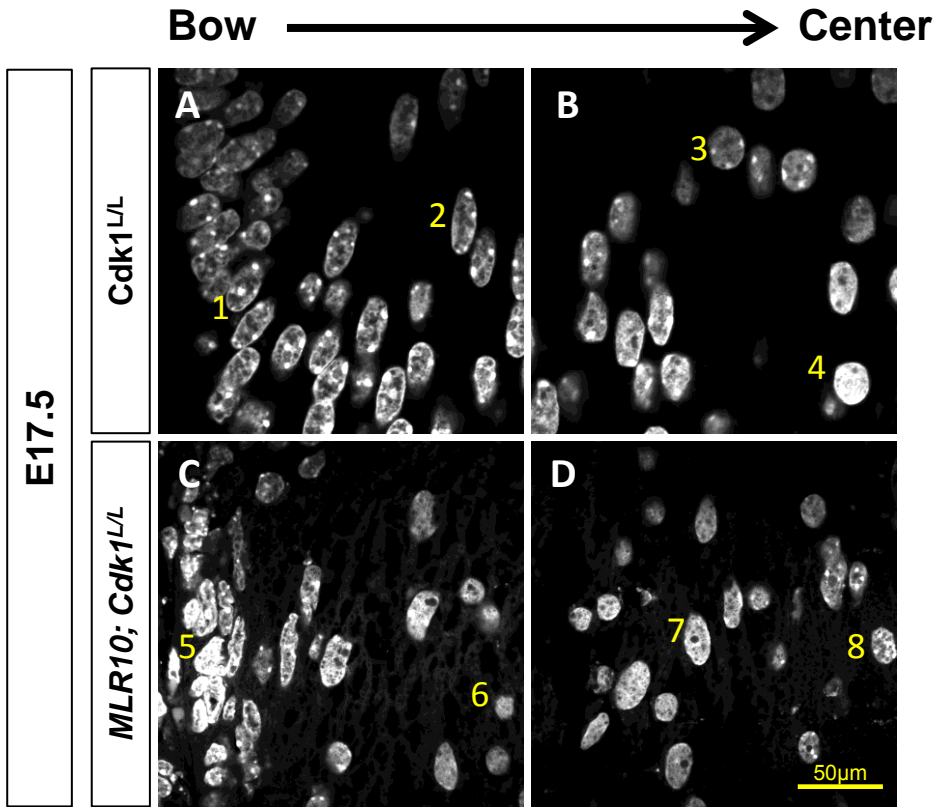 Bow Center
E17.5
Cdk1L/L
A
1
2
B
3
4
MLR10; Cdk1L/L
C
5
6
D
7
8
50μm